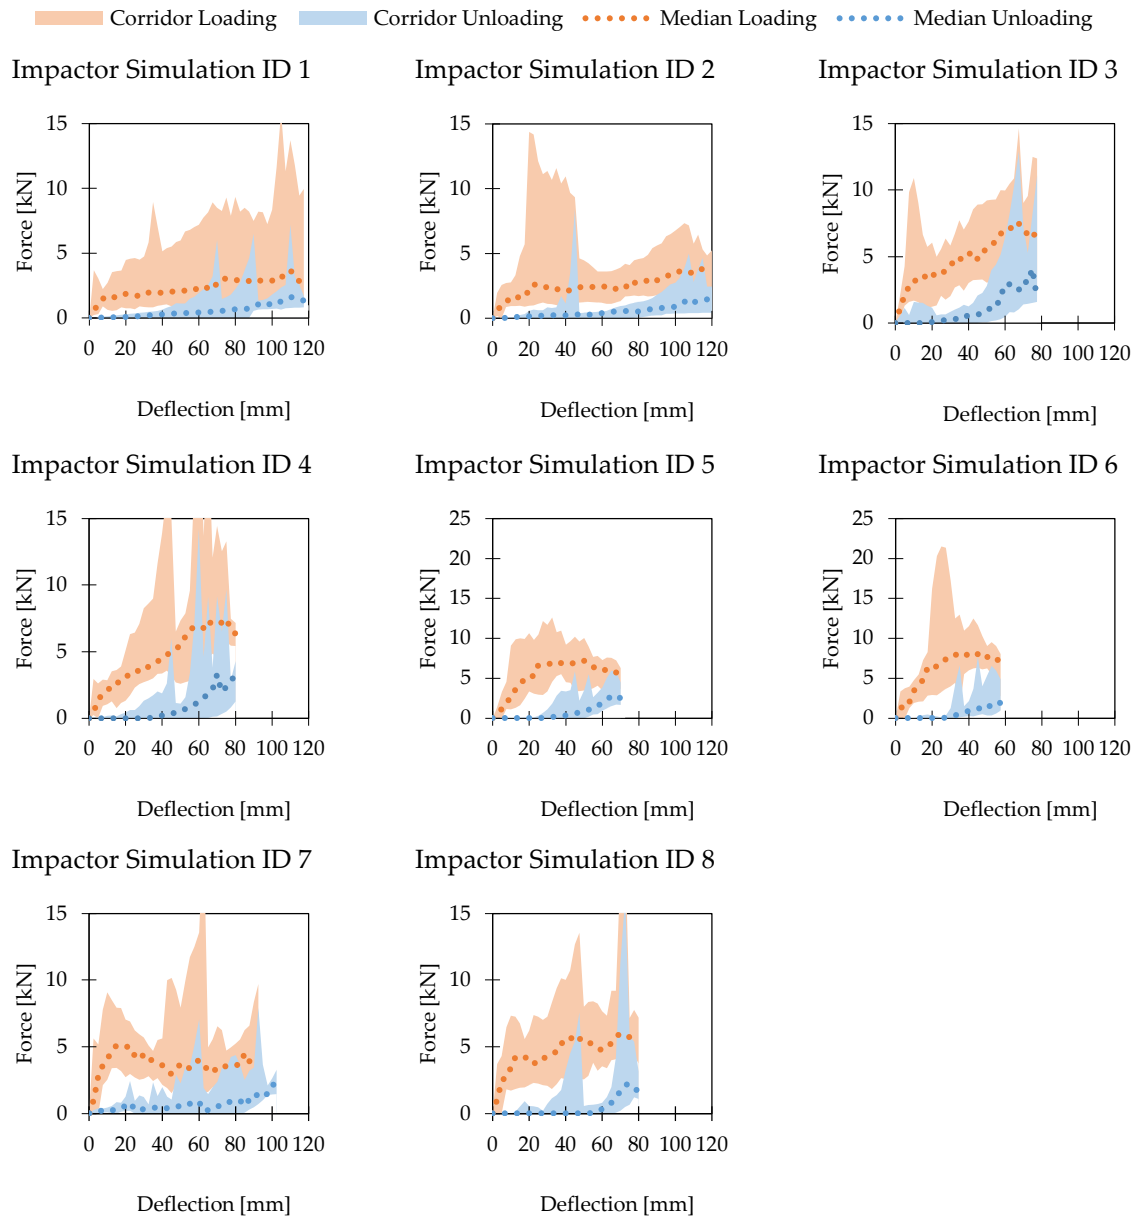 Corridor Loading Corridor Unloading Median Loading Median Unloading
Impactor Simulation ID 1 Impactor Simulation ID 2 Impactor Simulation ID 3
Force [kN] Force [kN] Force [kN]
15 15 15
10 10 10
5 5 5
0 0 0
0 20 40 60 80 100 120 0 20 40 60 80 100 120 0 20 40 60 80 100 120
Deflection [mm] Deflection [mm] Deflection [mm]
Impactor Simulation ID 4 Impactor Simulation ID 5 Impactor Simulation ID 6
Force [kN] Force [kN] Force [kN]
15 25 25
20 20
10 15 15
5 10 10
5 5
0 0 0
0 20 40 60 80 100 120 0 20 40 60 80 100 120 0 20 40 60 80 100 120
Deflection [mm] Deflection [mm] Deflection [mm]
Impactor Simulation ID 7 Impactor Simulation ID 8
Force [kN] Force [kN]
15 15
10 10
5 5
0 0
0 20 40 60 80 100 120 0 20 40 60 80 100 120
Deflection [mm] Deflection [mm]